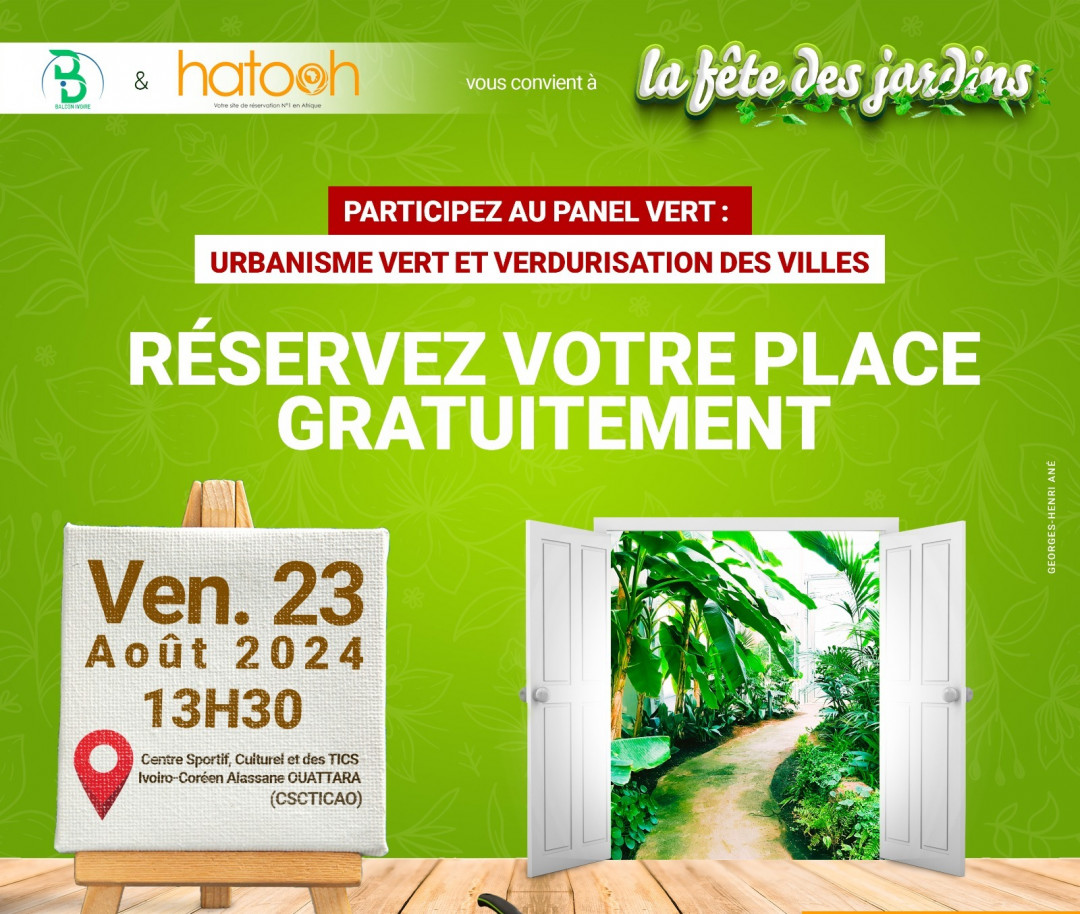 BALCON IVOIRE
&
hatooh
Votre site de réservation N°1 en Afrique
vous convient à
la fête des jardins
PARTICIPEZ AU PANEL VERT :
URBANISME VERT ET VERDURISATION DES VILLES
RÉSERVEZ VOTRE PLACE
GRATUITEMENT
GEORGES-HENRI ANÉ
Ven. 23
Août 2024
13H30
Centre Sportif, Culturel et des TICS
Ivoiro-Coréen Alassane OUATTARA
(CSCTICAO)